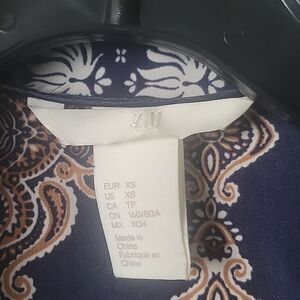 H&M
EUR XS
US XS
CA TP
CN 160/80A
MX XCH
Made in
China
Fabriqué en
Chine